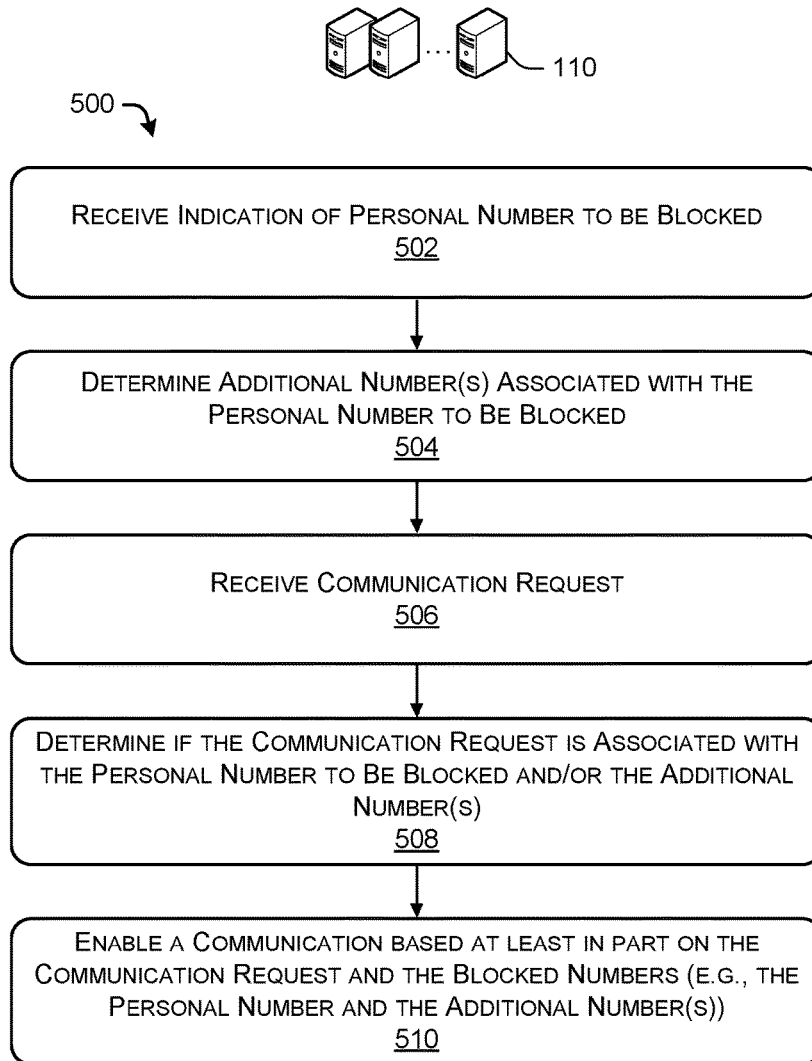 ...
110
500
RECEIVE INDICATION OF PERSONAL NUMBER TO BE BLOCKED
502
DETERMINE ADDITIONAL NUMBER(S) ASSOCIATED WITH THE
PERSONAL NUMBER TO BE BLOCKED
504
RECEIVE COMMUNICATION REQUEST
506
DETERMINE IF THE COMMUNICATION REQUEST IS ASSOCIATED WITH
THE PERSONAL NUMBER TO BE BLOCKED AND/OR THE ADDITIONAL
NUMBER(S)
508
ENABLE A COMMUNICATION BASED AT LEAST IN PART ON THE
COMMUNICATION REQUEST AND THE BLOCKED NUMBERS (E.G., THE
PERSONAL NUMBER AND THE ADDITIONAL NUMBER(S))
510